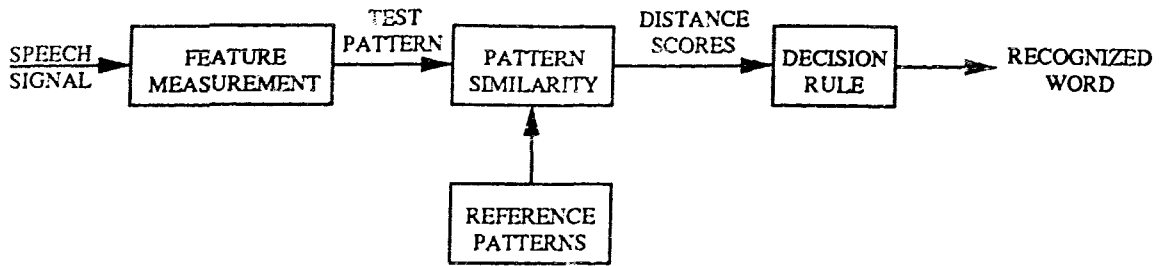 SPEECH
SIGNAL
FEATURE
MEASUREMENT
TEST
PATTERN
PATTERN
SIMILARITY
DISTANCE
SCORES
DECISION
RULE
RECOGNIZED
WORD
REFERENCE
PATTERNS